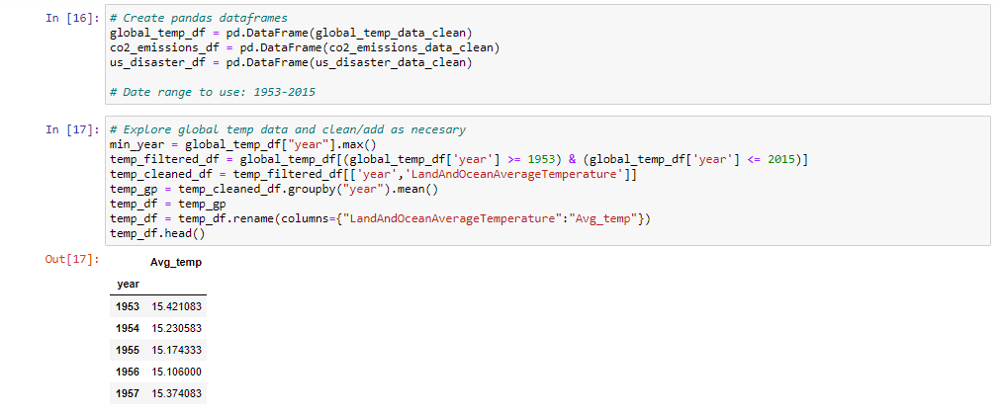 In [16]: # Create pandas dataframes
global_temp_df = pd.DataFrame(global_temp_data_clean)
co2_emissions_df = pd.DataFrame(co2_emissions_data_clean)
us_disaster_df = pd.DataFrame(us_disaster_data_clean)
# Date range to use: 1953-2015
In [17]: # Explore global temp data and clean/add as necesary
min_year = global_temp_df["year"].max()
temp_filtered_df = global_temp_df[(global_temp_df['year'] >= 1953) & (global_temp_df['year'] <= 2015)]
temp_cleaned_df = temp_filtered_df[['year','LandAndOceanAverageTemperature']]
temp_gp = temp_cleaned_df.groupby("year").mean()
temp_df = temp_gp
temp_df = temp_df.rename(columns={"LandAndOceanAverageTemperature":"Avg_temp"})
temp_df.head()
Out[17]:
Avg_temp
year
1953 15.421083
1954 15.230583
1955 15.174333
1956 15.106000
1957 15.374083